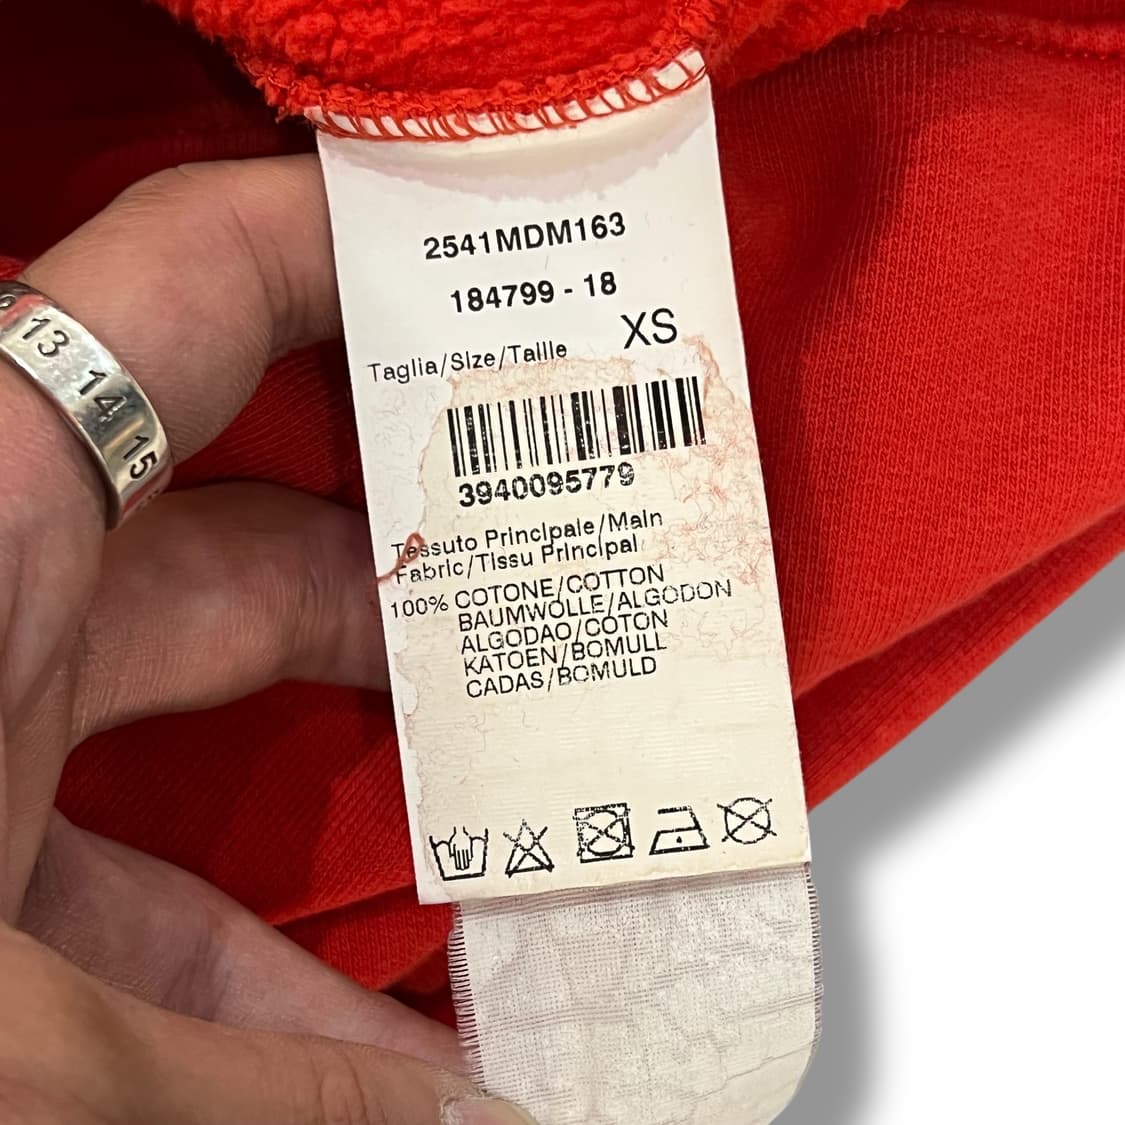 2541MDM163
184799 - 18
XS
Taglia/Size/Taille
3940095779
Tessuto Principale/Main
Fabric/Tissu Principal
100% COTONE/COTTON
BAUMWOLLE/ALGODON
ALGODAO/COTON
KATOEN/BOMULL
CADAS/BOMULD
13
14
15